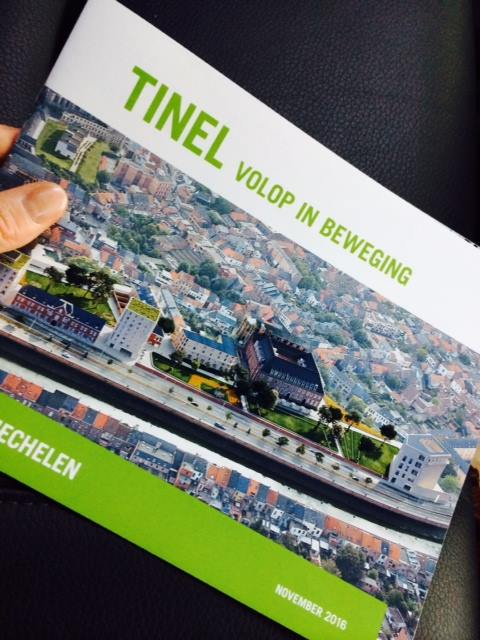 TINEL VOLOP IN BEWEGING
ECHELEN
NOVEMBER 2016